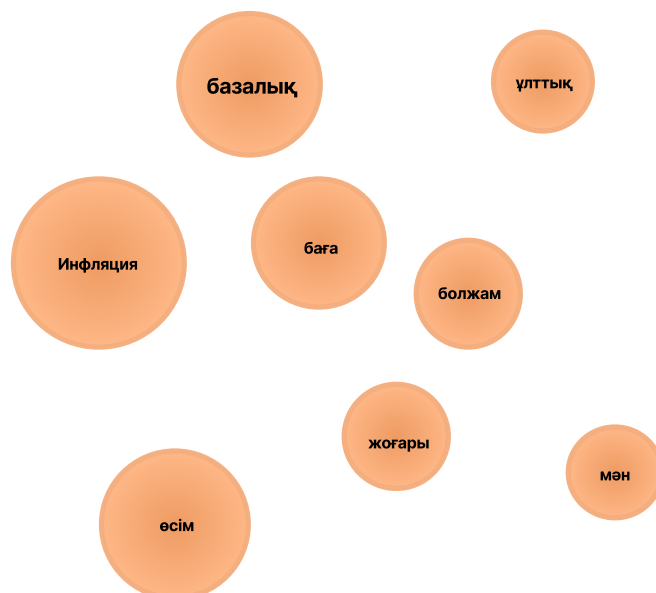 базалық
ұлттық
Инфляция
баға
болжам
жоғары
мән
өсім